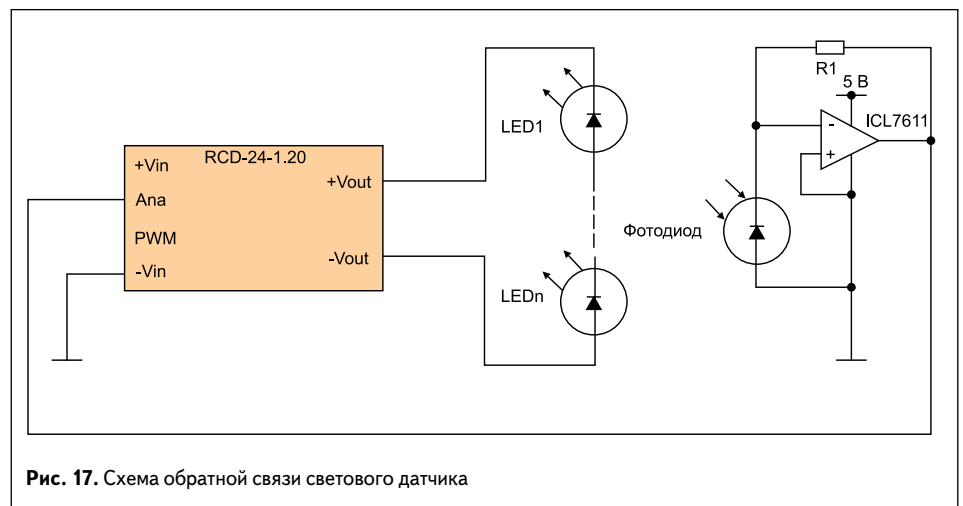 RCD-24-1.20
+Vin
Ana
PWM
-Vin
+Vout
-Vout
LED1
LEDn
R1
5 В
ICL7611
-
+
Фотодиод
Рис. 17. Схема обратной связи светового датчика